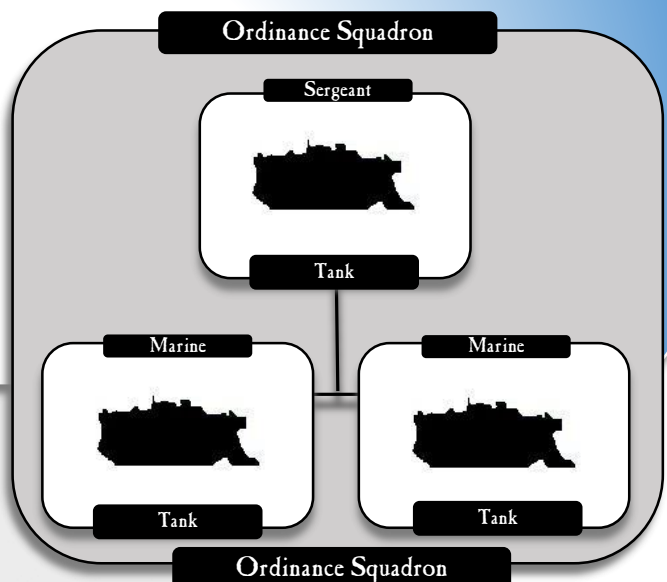 Ordinance Squadron
Sergeant
Tank
Marine
Marine
Tank
Tank
Ordinance Squadron